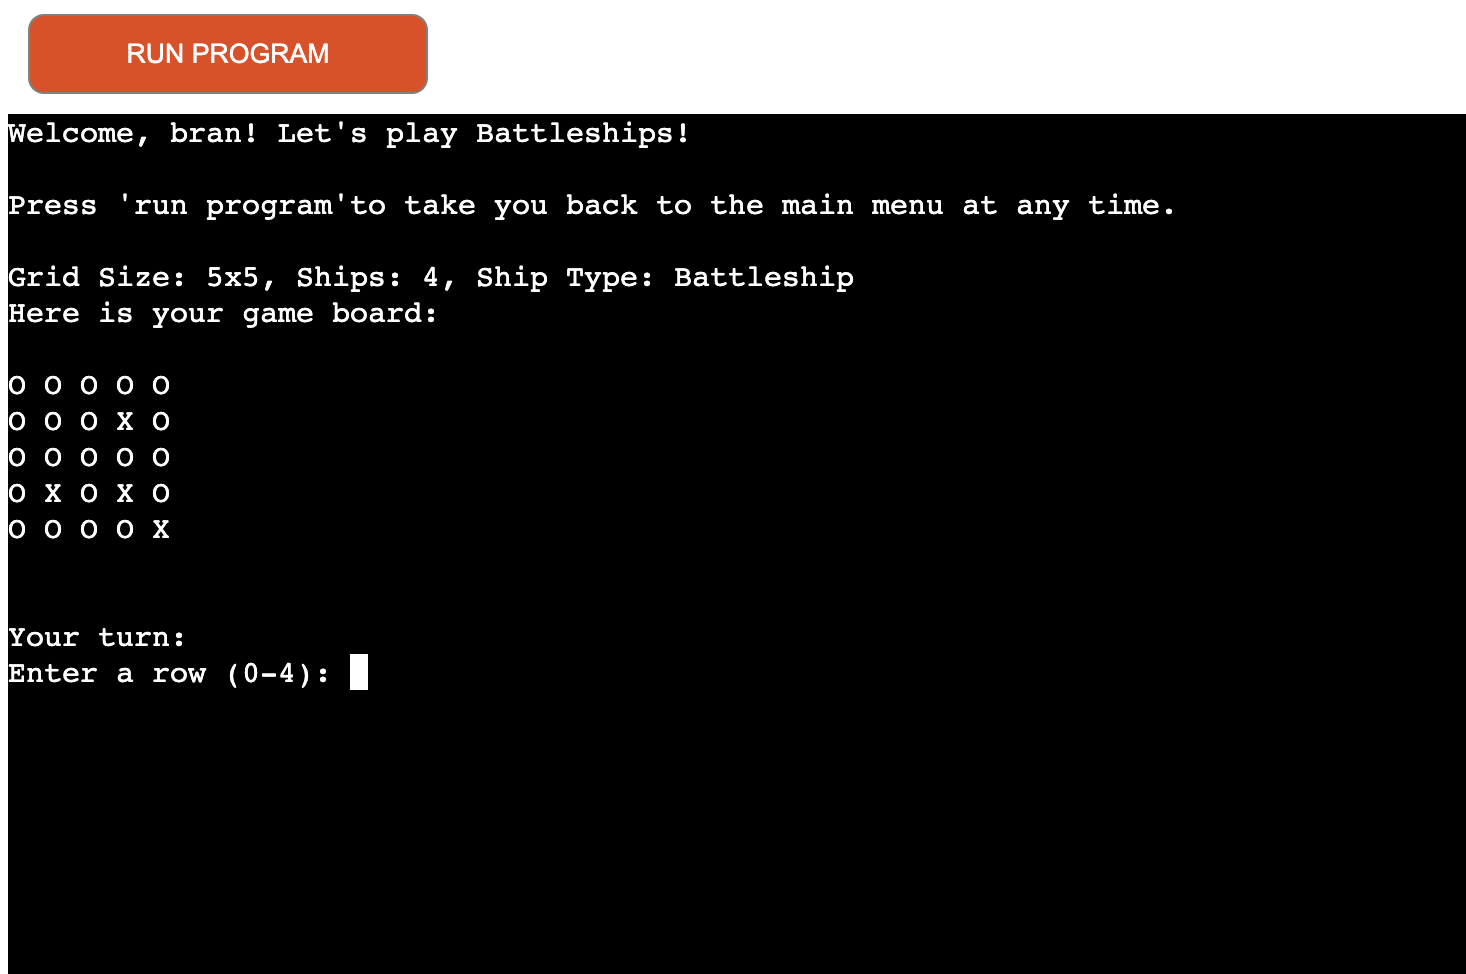 RUN PROGRAM
Welcome, bran! Let's play Battleships!
Press 'run program'to take you back to the main menu at any time.
Grid Size: 5x5, Ships: 4, Ship Type: Battleship
Here is your game board:
O O O O O
O O O X O
O O O O O
O X O X O
O O O O X
Your turn:
Enter a row (0-4):